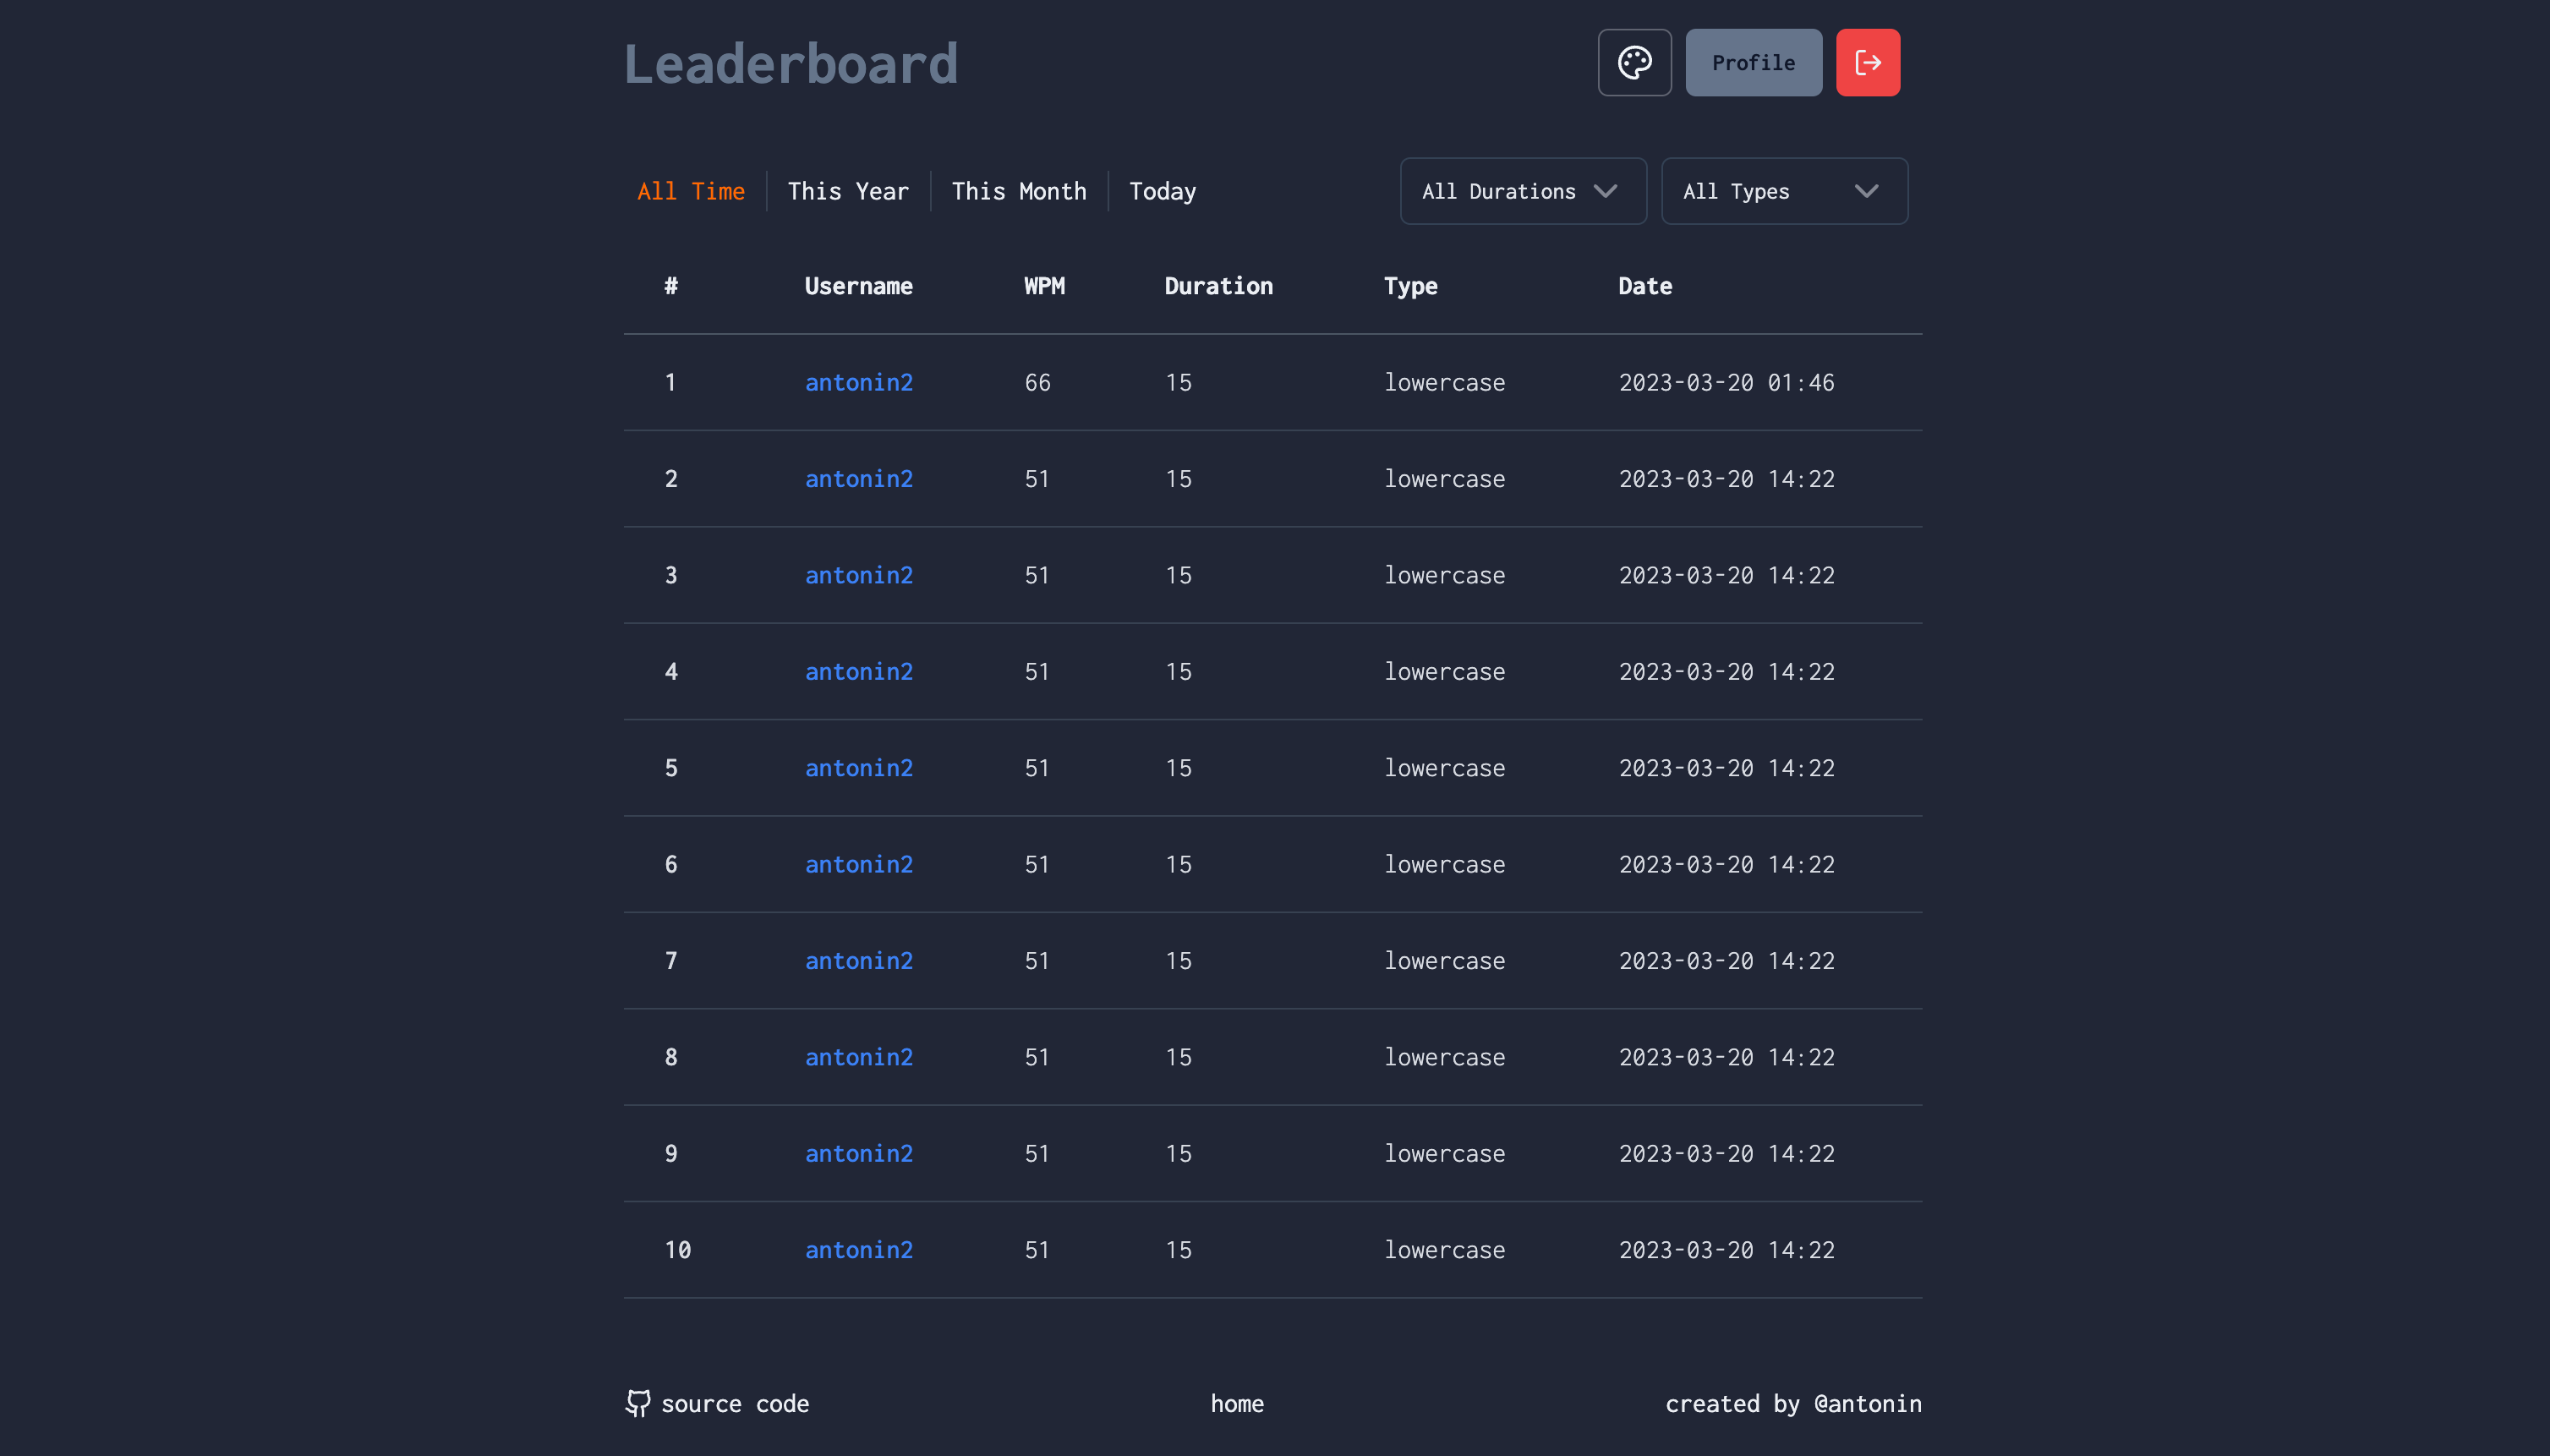 Leaderboard
Profile
All Time This Year This Month Today All Durations All Types
# Username WPM Duration Type Date
1 antonin2 66 15 lowercase 2023-03-20 01:46
2 antonin2 51 15 lowercase 2023-03-20 14:22
3 antonin2 51 15 lowercase 2023-03-20 14:22
4 antonin2 51 15 lowercase 2023-03-20 14:22
5 antonin2 51 15 lowercase 2023-03-20 14:22
6 antonin2 51 15 lowercase 2023-03-20 14:22
7 antonin2 51 15 lowercase 2023-03-20 14:22
8 antonin2 51 15 lowercase 2023-03-20 14:22
9 antonin2 51 15 lowercase 2023-03-20 14:22
10 antonin2 51 15 lowercase 2023-03-20 14:22
source code home created by @antonin